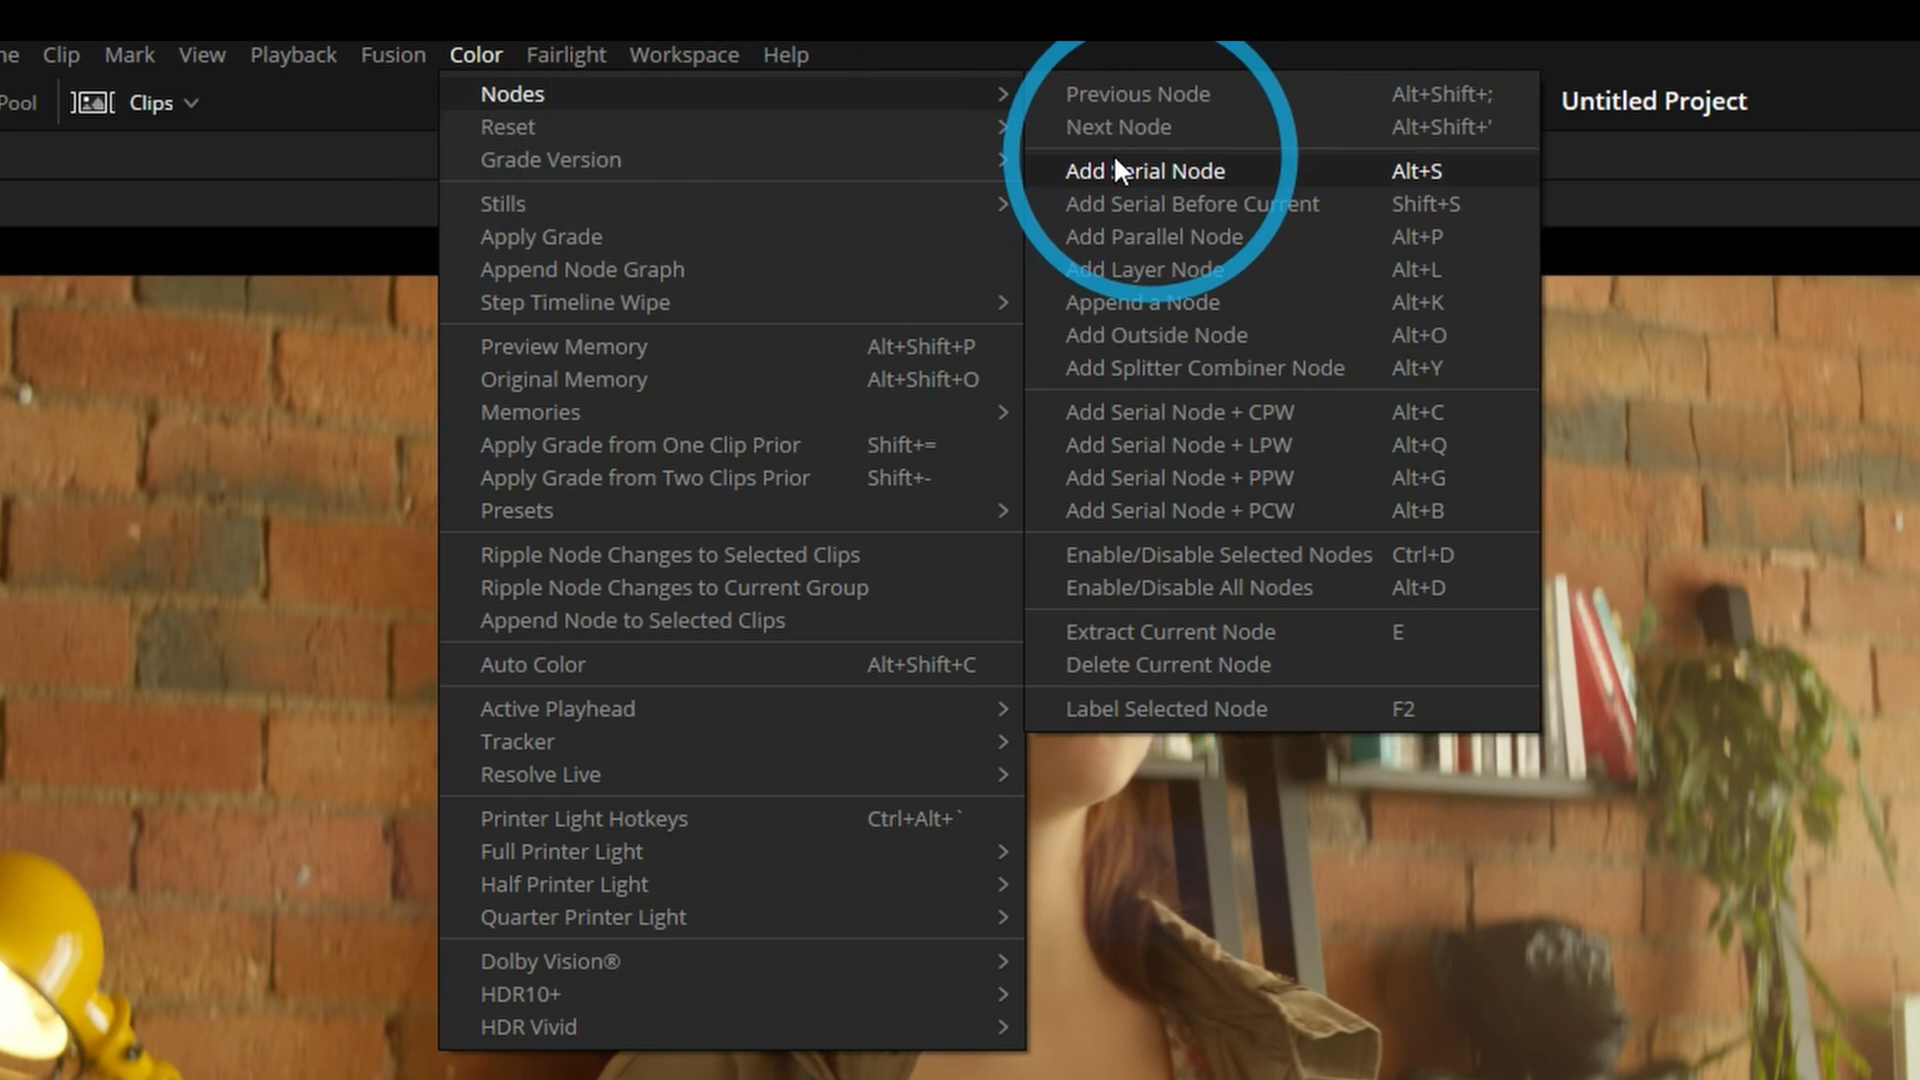 ne Clip Mark View Playback Fusion Color Fairlight Workspace Help
Pool Clips
Untitled Project
Nodes
Reset
Grade Version
Stills
Apply Grade
Append Node Graph
Step Timeline Wipe
Preview Memory Alt+Shift+P
Original Memory Alt+Shift+O
Memories
Apply Grade from One Clip Prior Shift+=
Apply Grade from Two Clips Prior Shift+-
Presets
Ripple Node Changes to Selected Clips
Ripple Node Changes to Current Group
Append Node to Selected Clips
Auto Color Alt+Shift+C
Active Playhead
Tracker
Resolve Live
Printer Light Hotkeys Ctrl+Alt+`
Full Printer Light
Half Printer Light
Quarter Printer Light
Dolby Vision®
HDR10+
HDR Vivid
Previous Node Alt+Shift+;
Next Node Alt+Shift+'
Add Serial Node Alt+S
Add Serial Before Current Shift+S
Add Parallel Node Alt+P
Add Layer Node Alt+L
Append a Node Alt+K
Add Outside Node Alt+O
Add Splitter Combiner Node Alt+Y
Add Serial Node + CPW Alt+C
Add Serial Node + LPW Alt+Q
Add Serial Node + PPW Alt+G
Add Serial Node + PCW Alt+B
Enable/Disable Selected Nodes Ctrl+D
Enable/Disable All Nodes Alt+D
Extract Current Node E
Delete Current Node
Label Selected Node F2